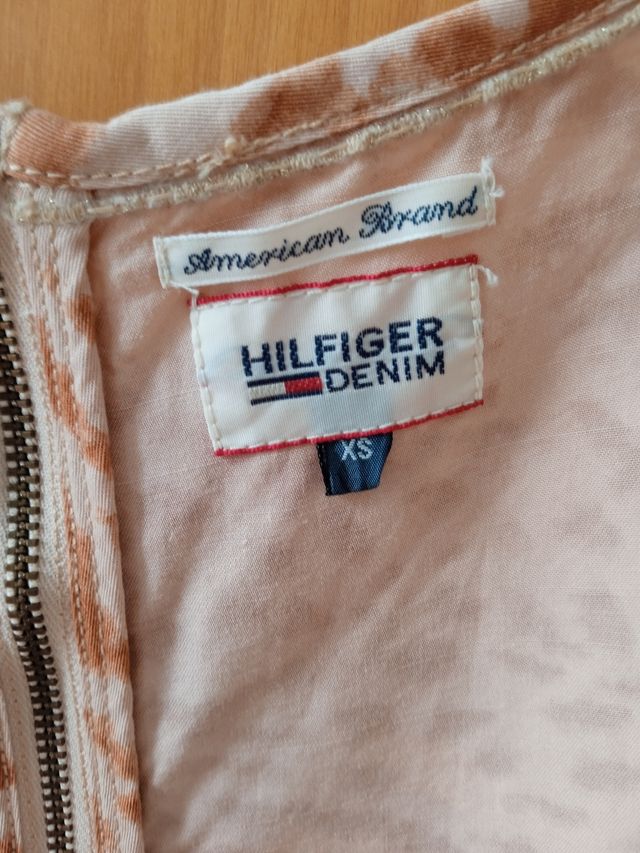 American Brand
HILFIGER
DENIM
XS